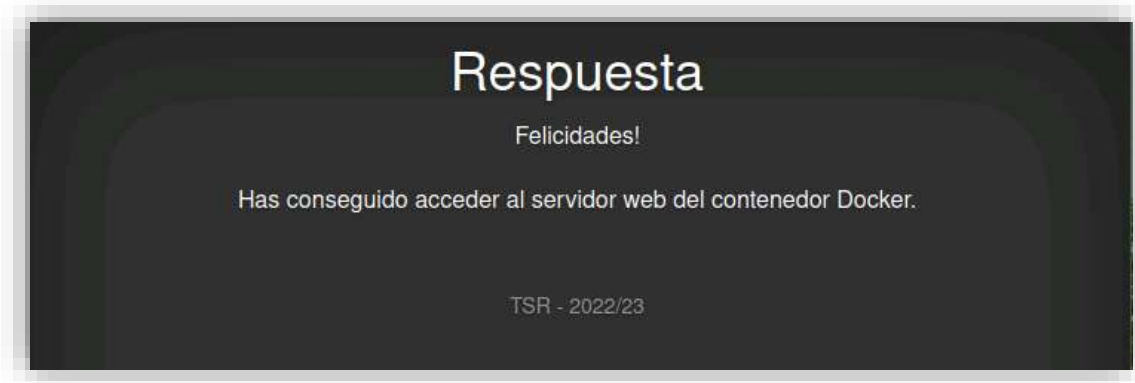 Respuesta
Felicidades!
Has conseguido acceder al servidor web del contenedor Docker.
TSR - 2022/23